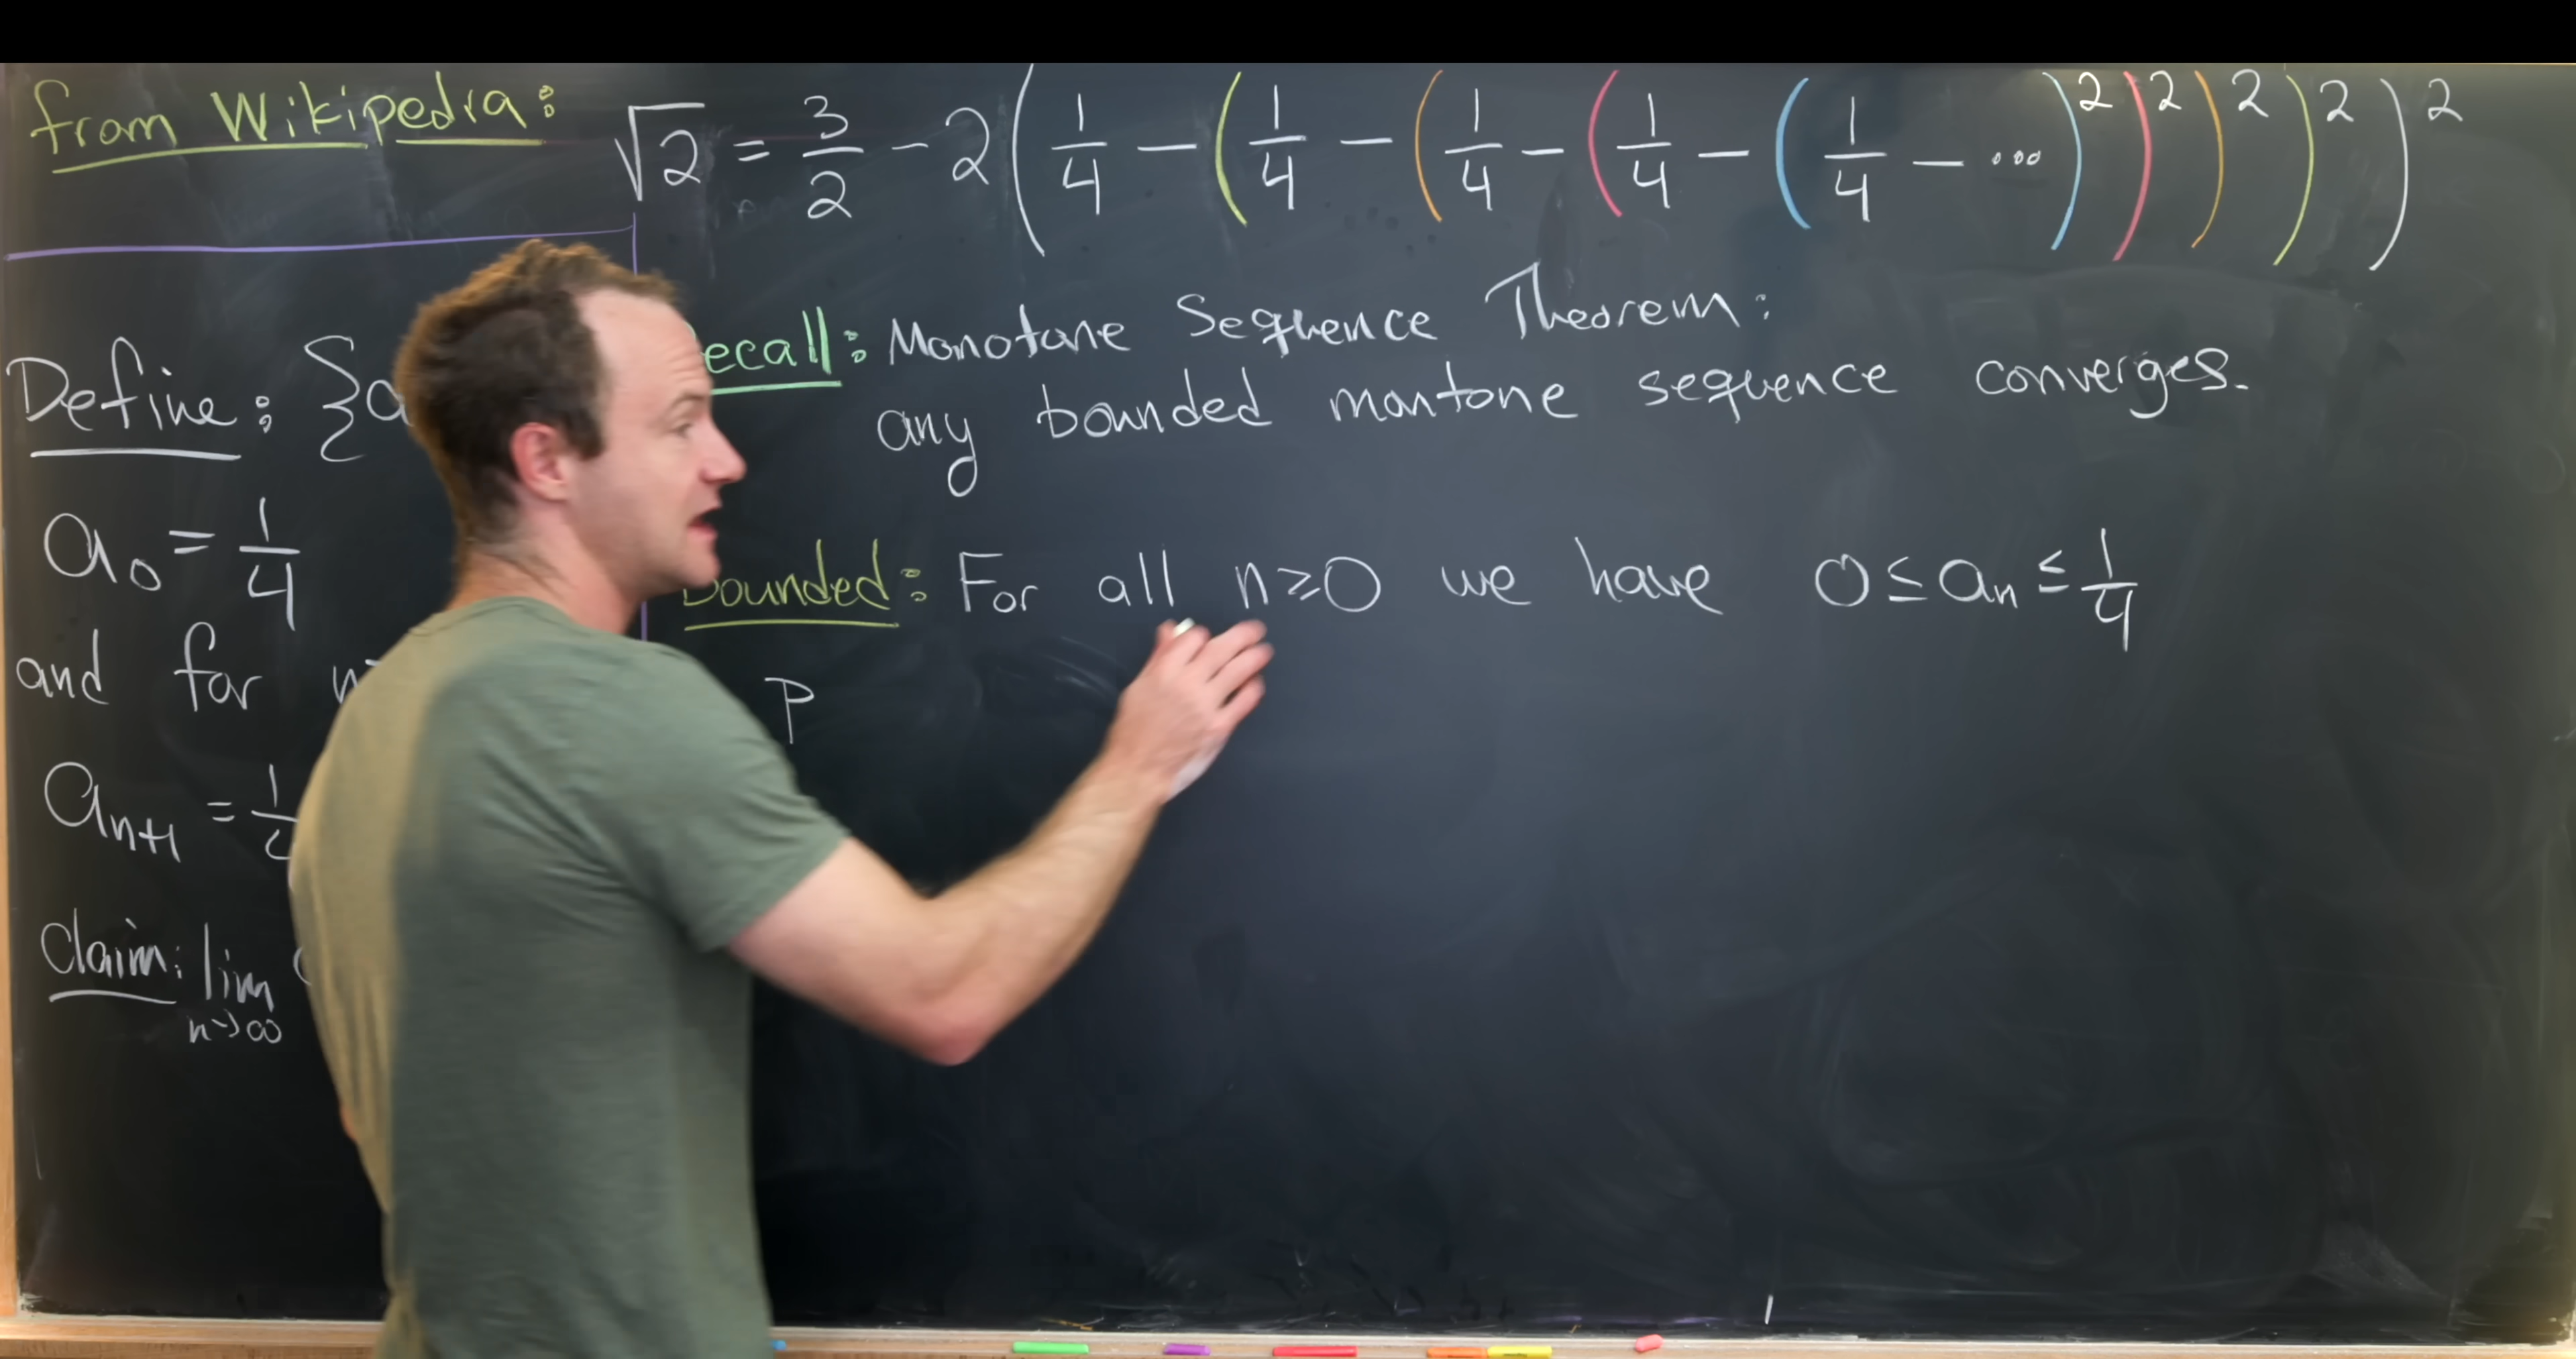 from Wikipedia:
√2 = 3/2 - 2(1/4 - (1/4 - (1/4 - (1/4 - (1/4 - ...)²)²)²)²)²
Define: {a
a₀ = 1/4
and for
aₙ₊₁ =
Claim: lim n→∞
ecall: Monotone Sequence Theorem:
any bounded montone sequence converges.
Bounded: For all n ≥ 0 we have 0 ≤ aₙ ≤ 1/4
P